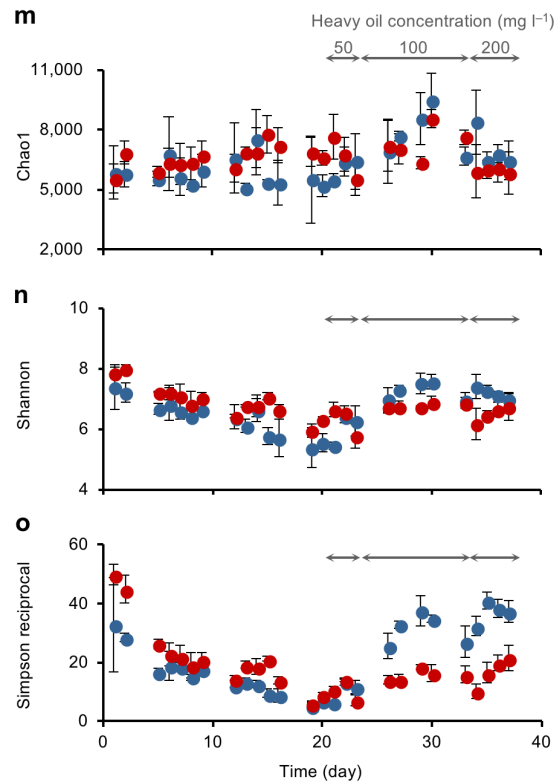 m
Heavy oil concentration (mg l⁻¹)
50 100 200
11,000
8,000
5,000
2,000
Chao1
n
10
8
6
4
Shannon
o
60
40
20
0
Simpson reciprocal
0 10 20 30 40
Time (day)